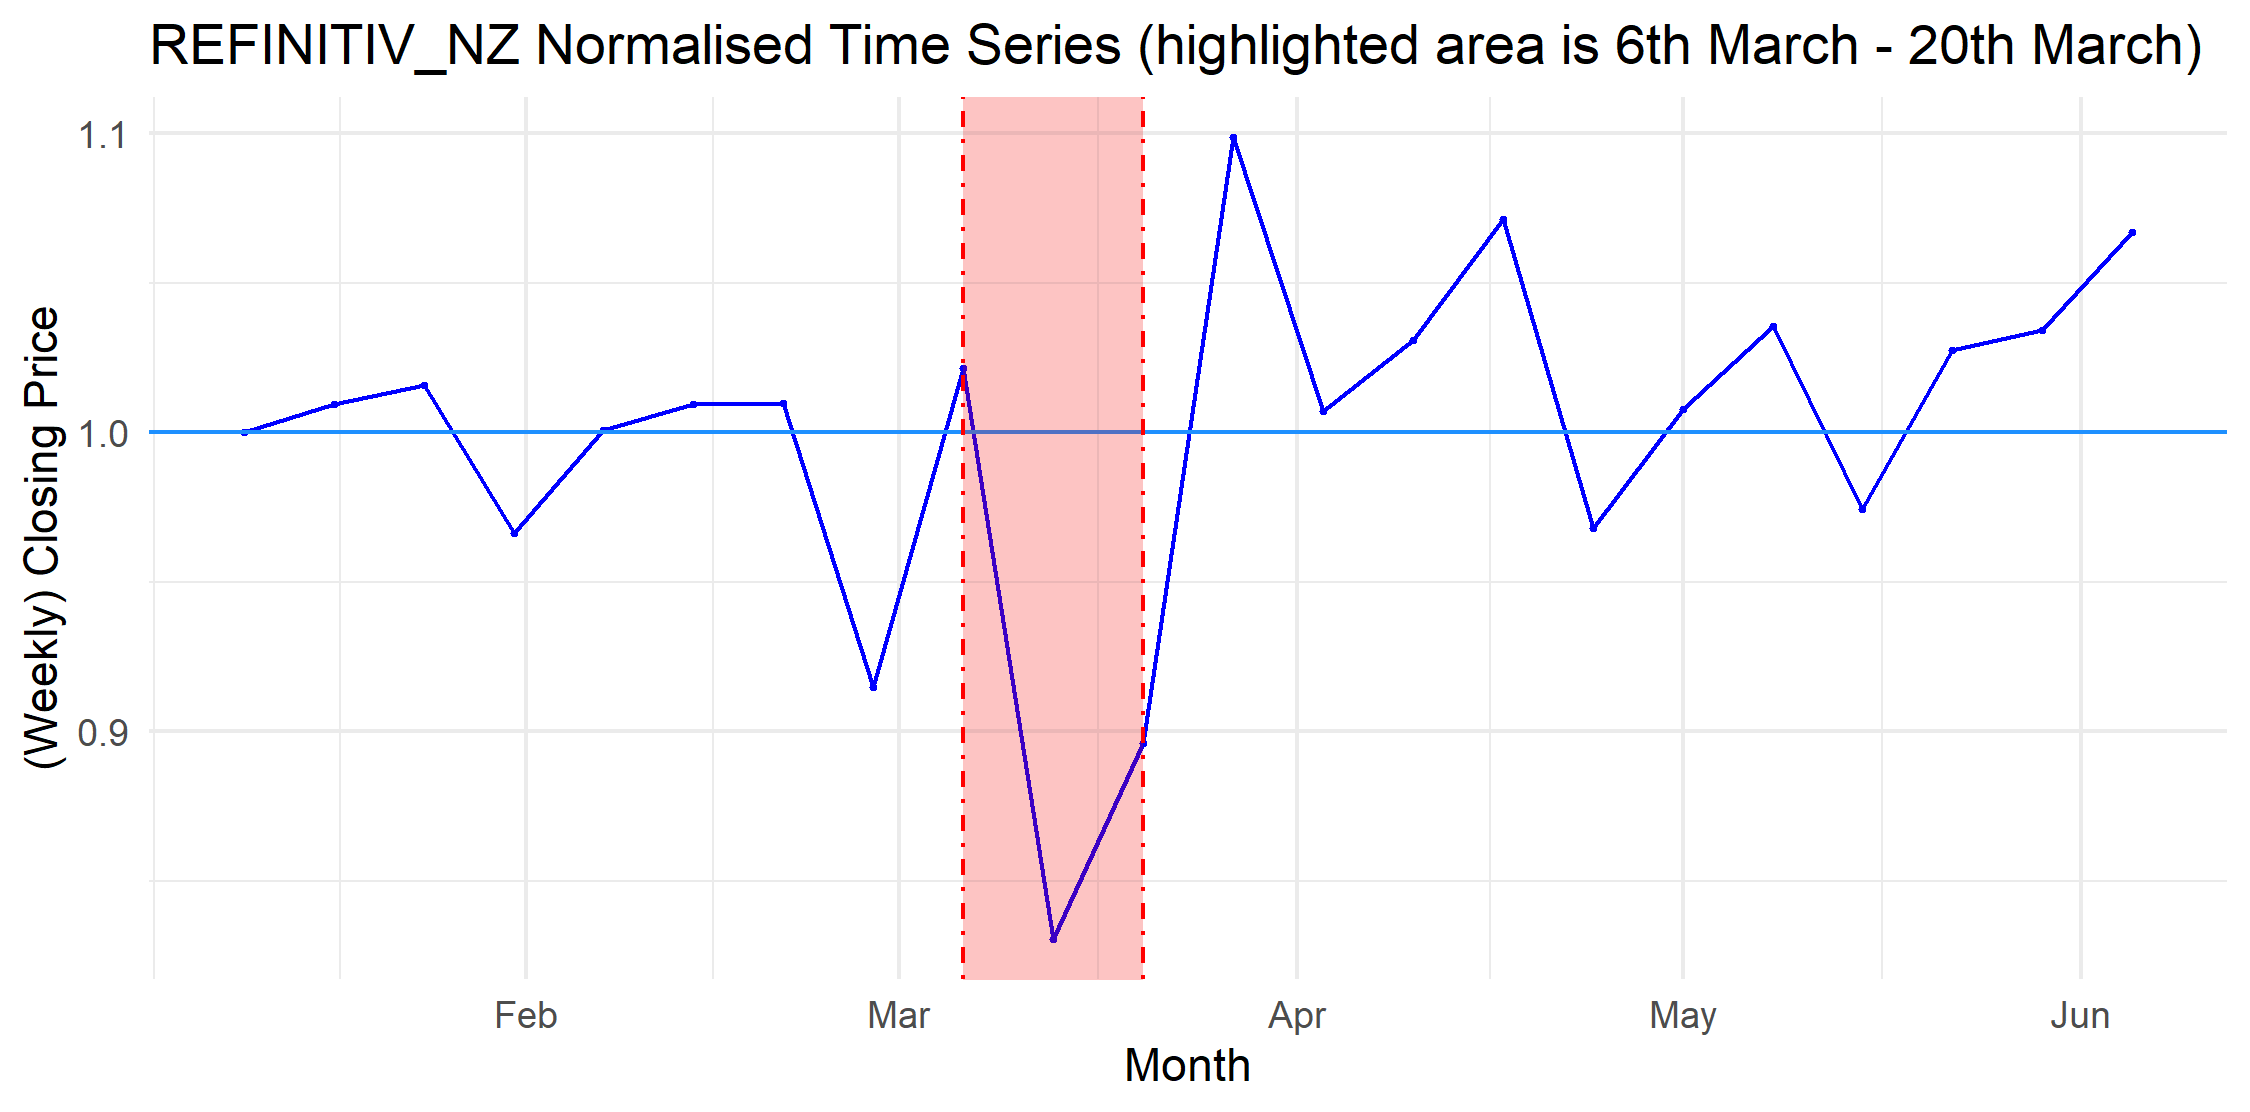 REFINITIV_NZ Normalised Time Series (highlighted area is 6th March - 20th March)
(Weekly) Closing Price
1.1
1.0
0.9
Feb Mar Apr May Jun
Month